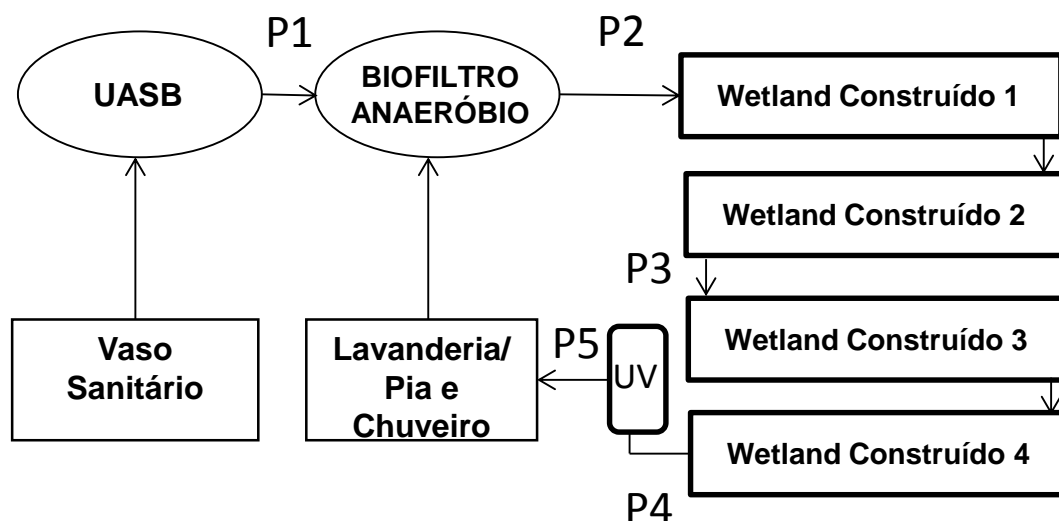 P1
P2
UASB
BIOFILTRO
ANAERÓBIO
Wetland Construído 1
Wetland Construído 2
P3
Wetland Construído 3
Vaso
Sanitário
Lavanderia/
Pia e
Chuveiro
P5
UV
Wetland Construído 4
P4